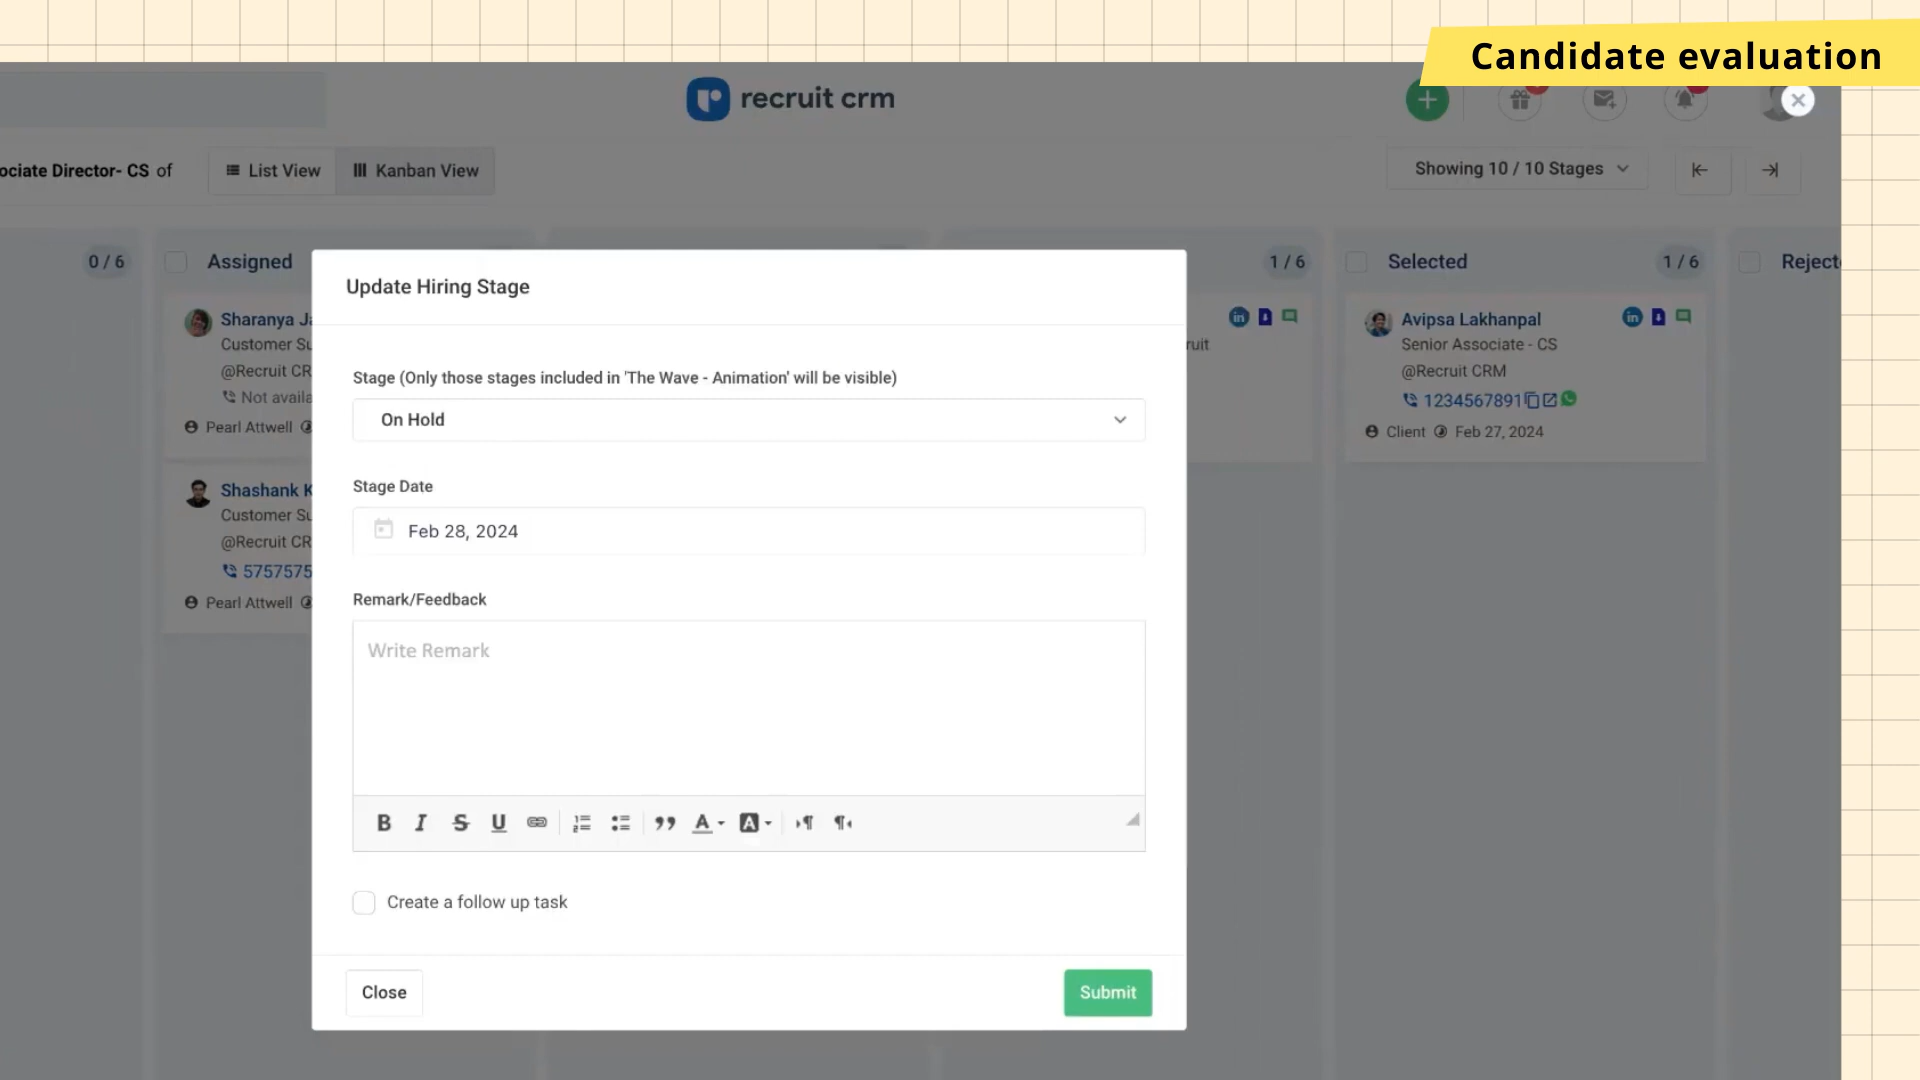 Candidate evaluation
recruit crm
ociate Director- CS of
List View
Kanban View
Showing 10 / 10 Stages
0 / 6
Assigned
1 / 6
Selected
1 / 6
Reject
Update Hiring Stage
Stage (Only those stages included in 'The Wave - Animation' will be visible)
On Hold
Stage Date
Feb 28, 2024
Remark/Feedback
Write Remark
Create a follow up task
Close
Submit
Sharanya Ja
Customer Su
@Recruit CR
Not availa
Pearl Attwell
Shashank K
Customer Su
@Recruit CR
5757575
Pearl Attwell
ruit
Avipsa Lakhanpal
Senior Associate - CS
@Recruit CRM
1234567891
Client Feb 27, 2024